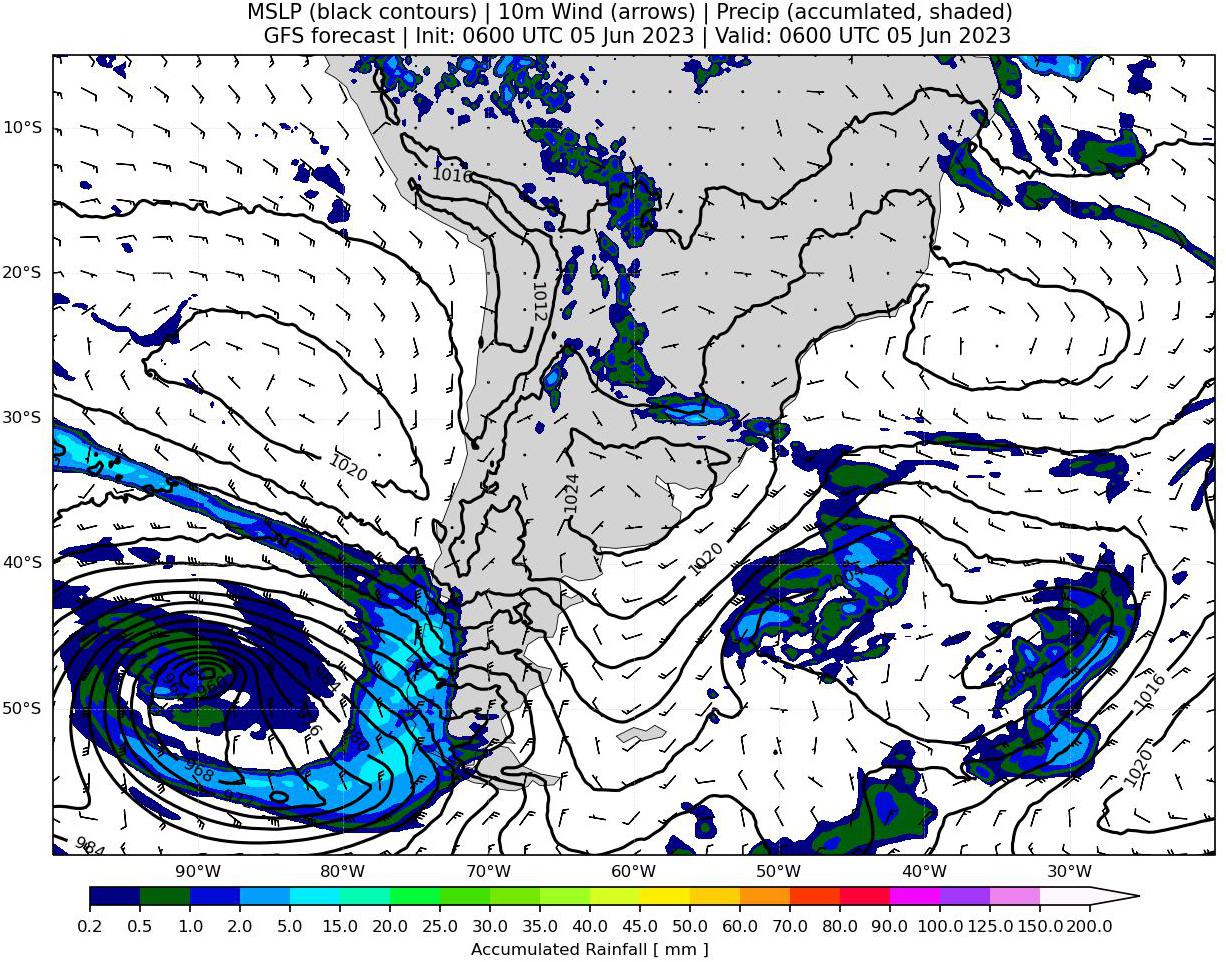 MSLP (black contours) | 10m Wind (arrows) | Precip (accumlated, shaded)
GFS forecast | Init: 0600 UTC 05 Jun 2023 | Valid: 0600 UTC 05 Jun 2023
10°S
1016
20°S
1012
30°S
1020
1024
40°S
1020
1004
50°S
1016
968
1020
984
90°W
80°W
70°W
60°W
50°W
40°W
30°W
0.2 0.5 1.0 2.0 5.0 10.0 15.0 20.0 25.0 30.0 35.0 40.0 45.0 50.0 60.0 70.0 80.0 90.0 100.0 125.0 150.0 200.0
Accumulated Rainfall [ mm ]